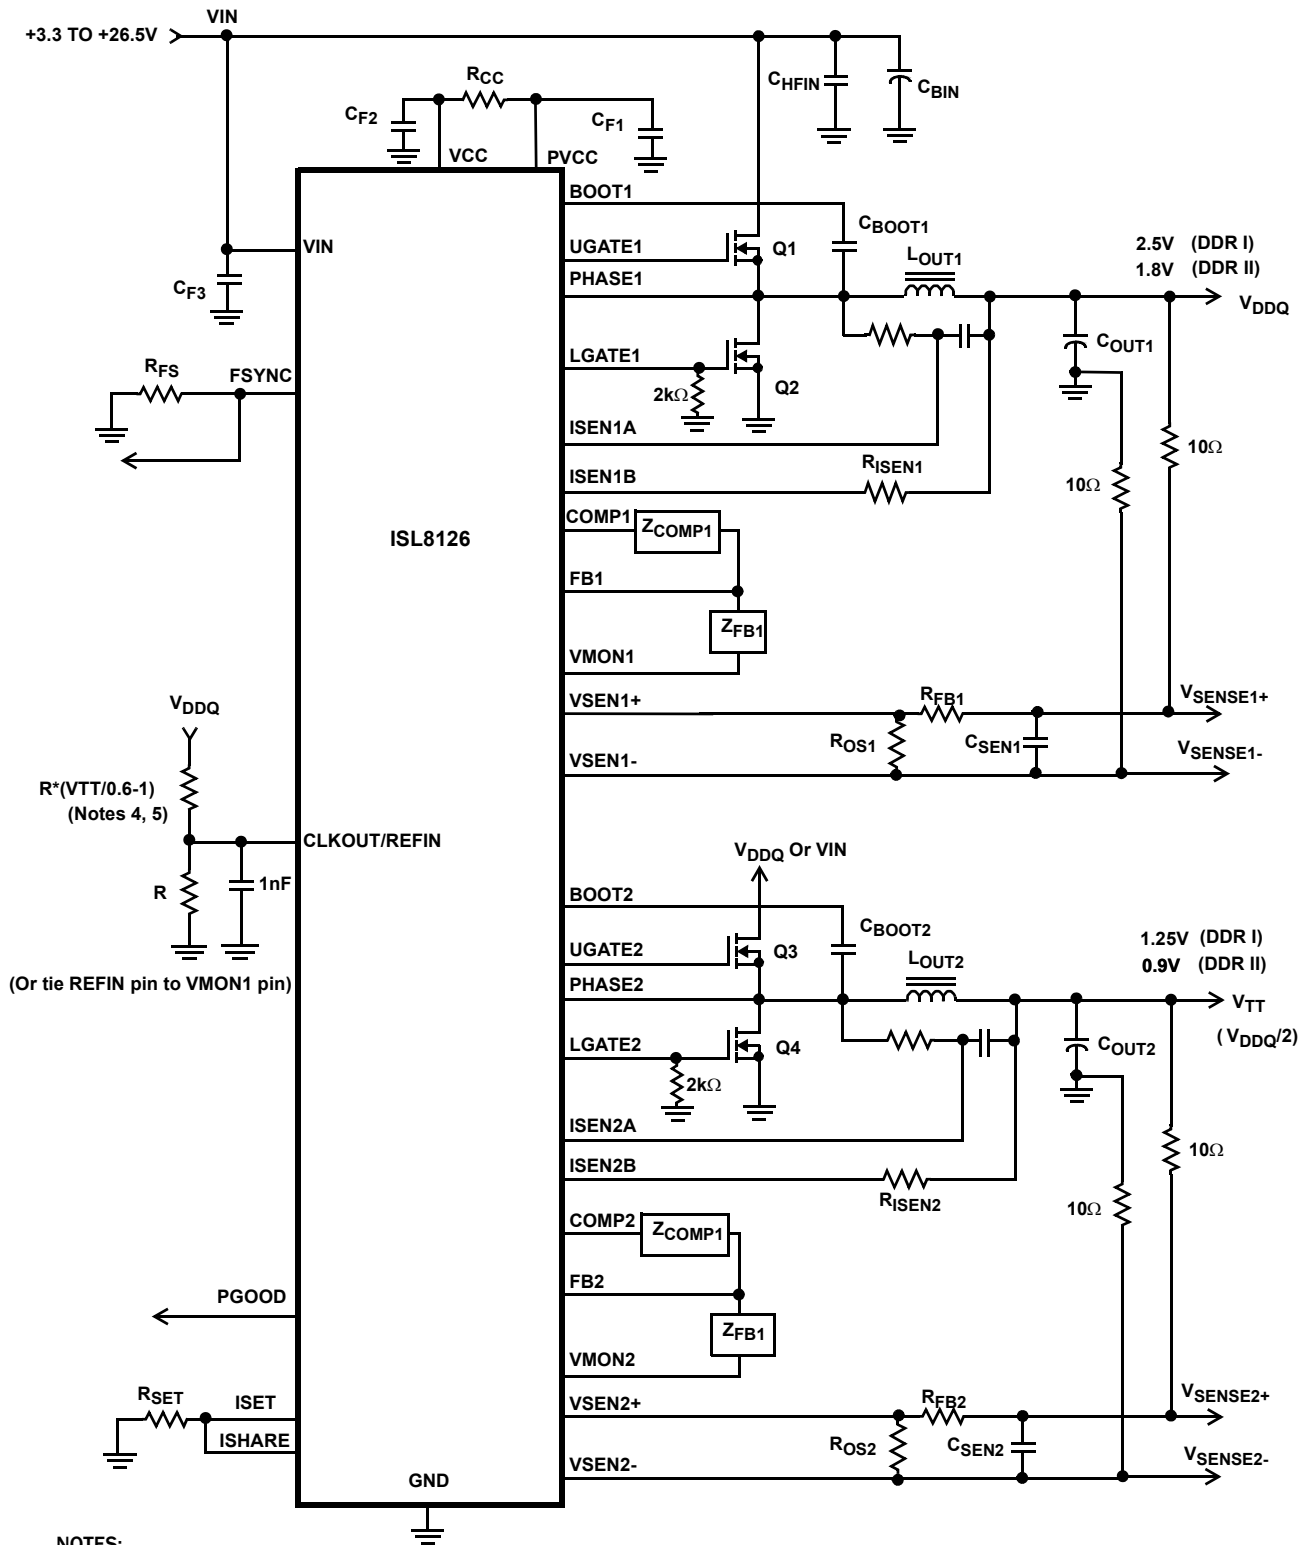 VIN
+3.3 TO +26.5V
RCC
CHFIN
CBIN
CF2
CF1
VCC
PVCC
BOOT1
CBOOT1
VIN
UGATE1
Q1
LOUT1
2.5V (DDR I)
1.8V (DDR II)
CF3
PHASE1
VDDQ
COUT1
RFS
FSYNC
LGATE1
Q2
2kΩ
ISEN1A
10Ω
RISEN1
ISEN1B
10Ω
COMP1
ZCOMP1
ISL8126
FB1
ZFB1
VMON1
VDDQ
VSEN1+
RFB1
VSENSE1+
ROS1
CSEN1
VSEN1-
VSENSE1-
R*(VTT/0.6-1)
(Notes 4, 5)
CLKOUT/REFIN
VDDQ Or VIN
R
1nF
BOOT2
CBOOT2
1.25V (DDR I)
UGATE2
Q3
LOUT2
0.9V (DDR II)
(Or tie REFIN pin to VMON1 pin)
PHASE2
VTT
(VDDQ/2)
LGATE2
Q4
COUT2
2kΩ
ISEN2A
10Ω
ISEN2B
RISEN2
10Ω
COMP2
ZCOMP1
FB2
PGOOD
ZFB1
VMON2
RSET
ISET
VSEN2+
RFB2
VSENSE2+
ISHARE
ROS2
CSEN2
VSEN2-
VSENSE2-
GND
NOTES: